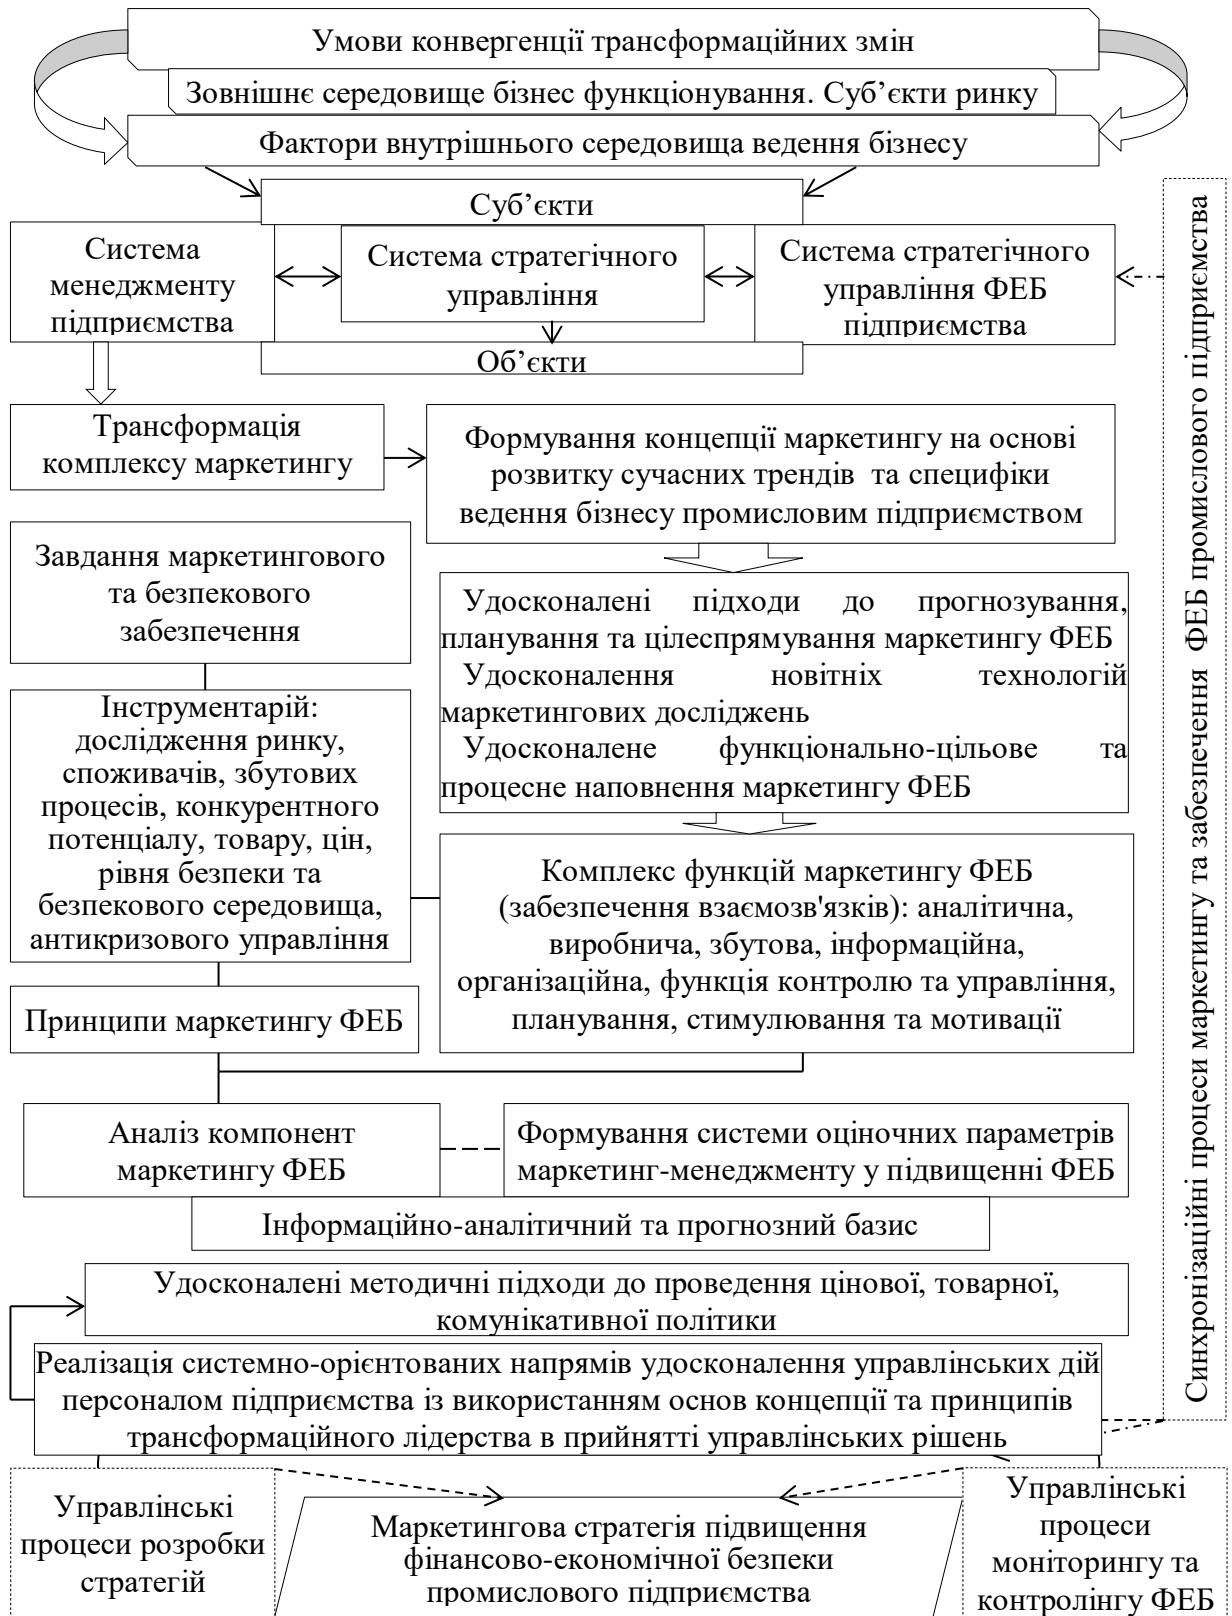 Умови конвергенції трансформаційних змін
Зовнішнє середовище бізнес функціонування. Суб’єкти ринку
Фактори внутрішнього середовища ведення бізнесу
Суб’єкти
Система
менеджменту
підприємства
Система стратегічного
управління
Система стратегічного
управління ФЕБ
підприємства
Об’єкти
Трансформація
комплексу маркетингу
Формування концепції маркетингу на основі
розвитку сучасних трендів та специфіки
ведення бізнесу промисловим підприємством
Завдання маркетингового
та безпекового
забезпечення
Удосконалені підходи до прогнозування,
планування та цілеспрямування маркетингу ФЕБ
Удосконалення новітніх технологій
маркетингових досліджень
Удосконалене функціонально-цільове та
процесне наповнення маркетингу ФЕБ
Інструментарій:
дослідження ринку,
споживачів, збутових
процесів, конкурентного
потенціалу, товару, цін,
рівня безпеки та
безпекового середовища,
антикризового управління
Комплекс функцій маркетингу ФЕБ
(забезпечення взаємозв'язків): аналітична,
виробнича, збутова, інформаційна,
організаційна, функція контролю та управління,
планування, стимулювання та мотивації
Принципи маркетингу ФЕБ
Аналіз компонент
маркетингу ФЕБ
Формування системи оціночних параметрів
маркетинг-менеджменту у підвищенні ФЕБ
Інформаційно-аналітичний та прогнозний базис
Удосконалені методичні підходи до проведення цінової, товарної,
комунікативної політики
Реалізація системно-орієнтованих напрямів удосконалення управлінських дій
персоналом підприємства із використанням основ концепції та принципів
трансформаційного лідерства в прийнятті управлінських рішень
Управлінські
процеси розробки
стратегій
Маркетингова стратегія підвищення
фінансово-економічної безпеки
промислового підприємства
Управлінські
процеси
моніторингу та
контролінгу ФЕБ
Синхронізаційні процеси маркетингу та забезпечення ФЕБ промислового підприємства